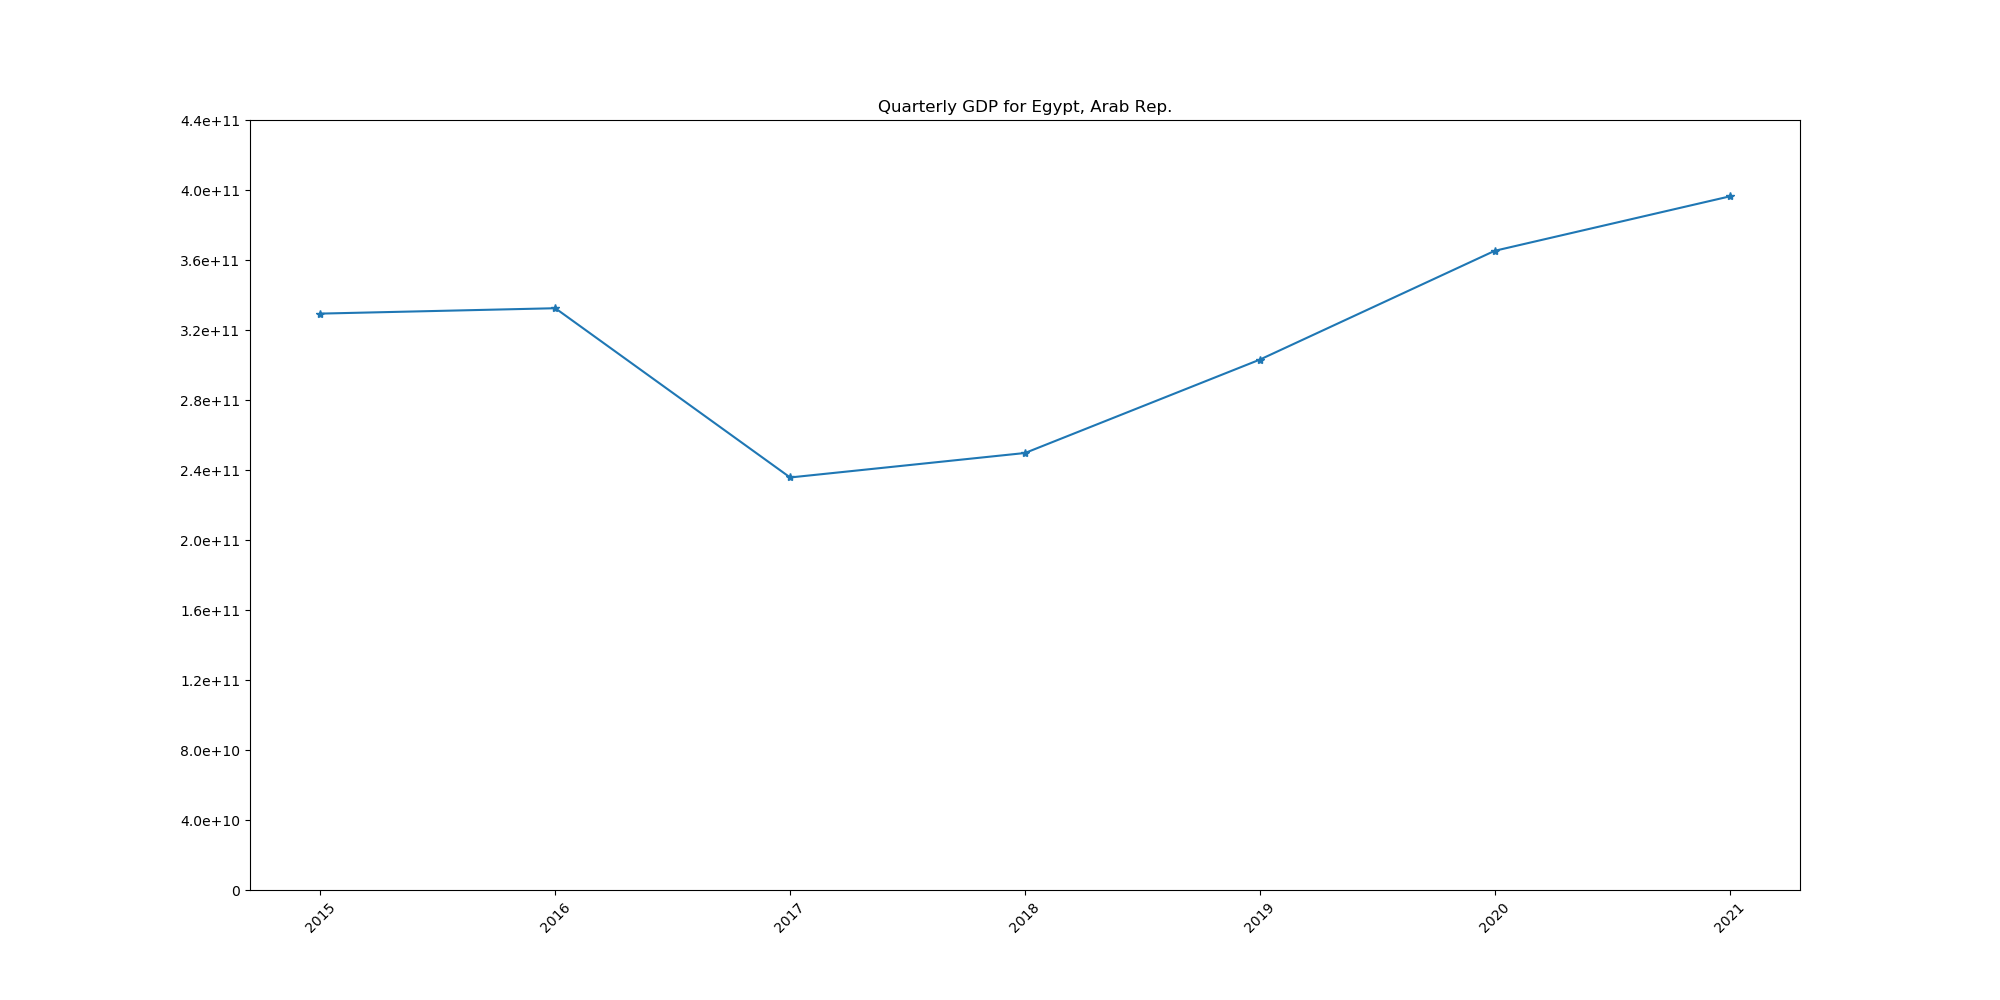 Quarterly GDP for Egypt, Arab Rep.
4.4e+11
4.0e+11
3.6e+11
3.2e+11
2.8e+11
2.4e+11
2.0e+11
1.6e+11
1.2e+11
8.0e+10
4.0e+10
0
2015
2016
2017
2018
2019
2020
2021